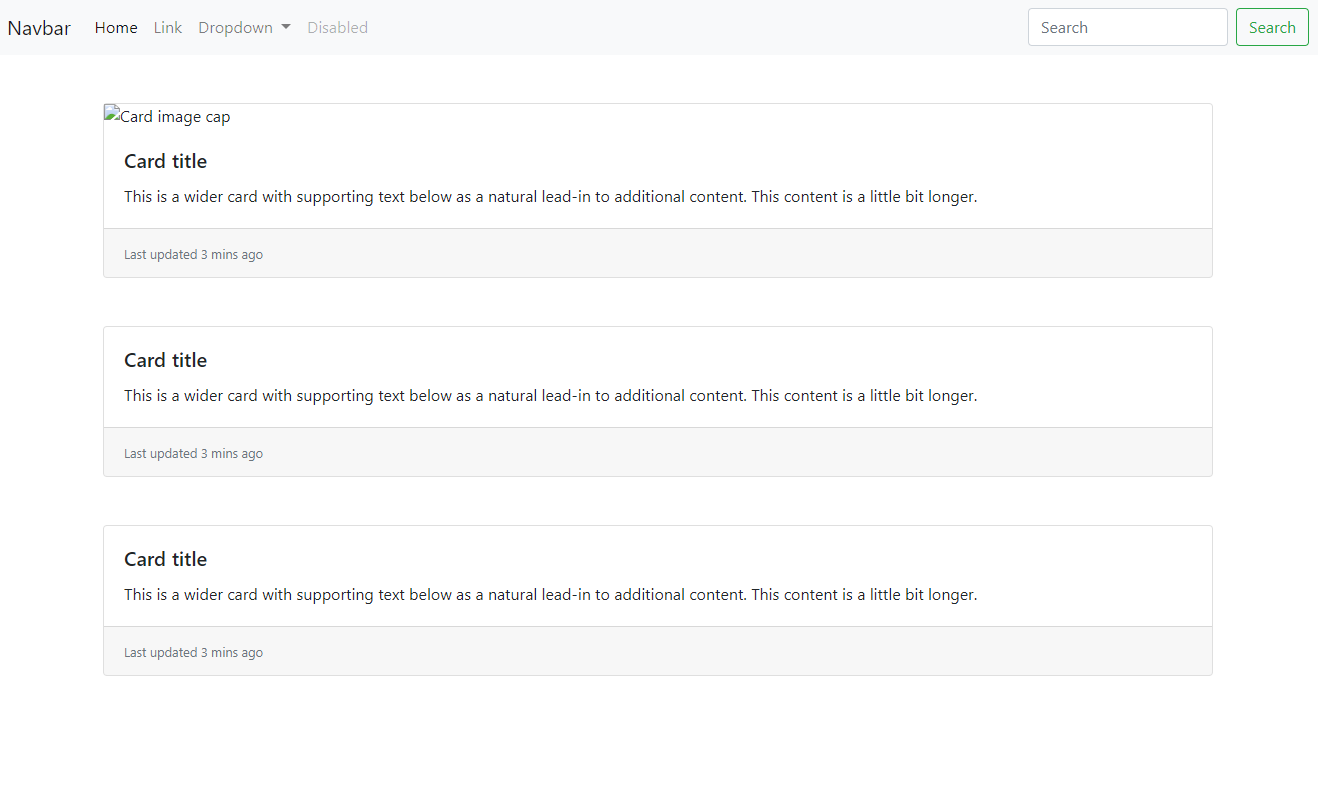 Navbar Home Link Dropdown Disabled Search Search
Card image cap
Card title
This is a wider card with supporting text below as a natural lead-in to additional content. This content is a little bit longer.
Last updated 3 mins ago
Card title
This is a wider card with supporting text below as a natural lead-in to additional content. This content is a little bit longer.
Last updated 3 mins ago
Card title
This is a wider card with supporting text below as a natural lead-in to additional content. This content is a little bit longer.
Last updated 3 mins ago